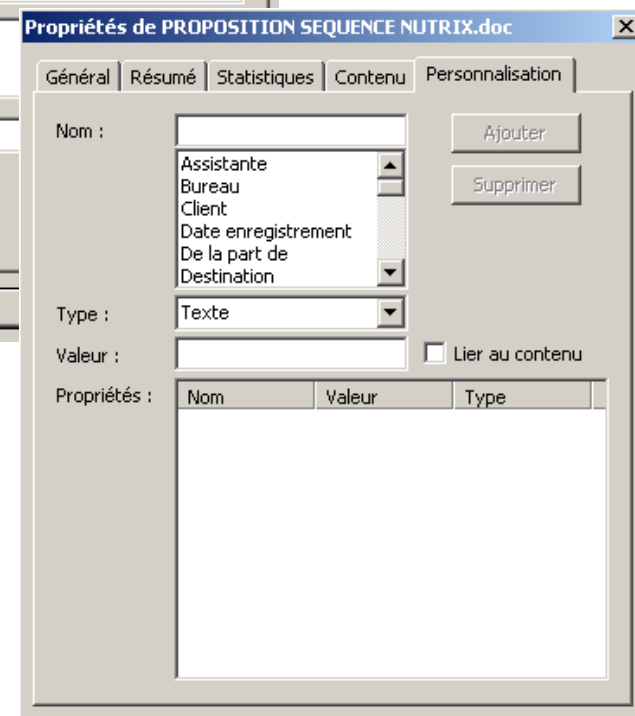 Propriétés de PROPOSITION SEQUENCE NUTRIX.doc
Général Résumé Statistiques Contenu Personnalisation
Nom :
Ajouter
Assistante
Bureau
Supprimer
Client
Date enregistrement
De la part de
Destination
Type : Texte
Valeur : Lier au contenu
Propriétés : Nom Valeur Type